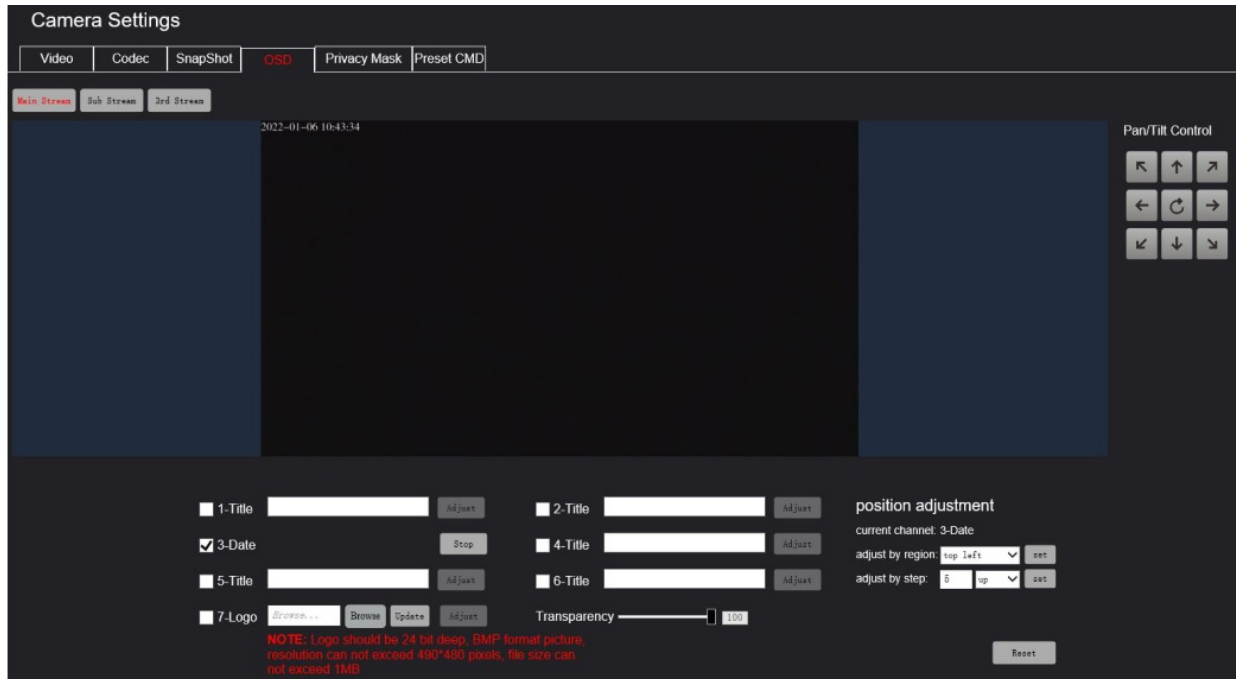 Camera Settings
Video Codec SnapShot OSD Privacy Mask Preset CMD
Main Stream Sub Stream 3rd Stream
2022-01-06 10:43:34
Pan/Tilt Control
1-Title Adjust 2-Title Adjust
3-Date Stop 4-Title Adjust
5-Title Adjust 6-Title Adjust
7-Logo Browse... Browse Update Adjust Transparency 100
NOTE: Logo should be 24 bit deep, BMP format picture,
resolution can not exceed 490*480 pixels, file size can
not exceed 1MB
position adjustment
current channel: 3-Date
adjust by region: top left set
adjust by step: 5 up set
Reset